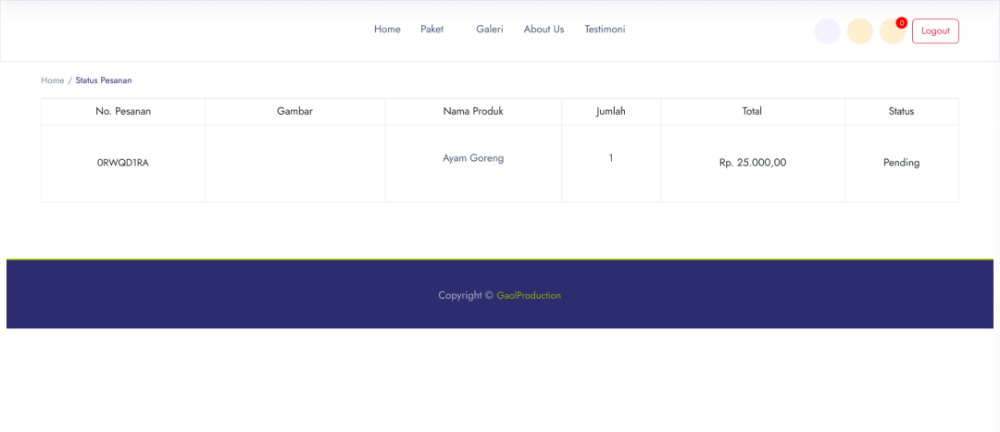 Home Paket Galeri About Us Testimoni 0 Logout
Home / Status Pesanan
No. Pesanan Gambar Nama Produk Jumlah Total Status
0RWQD1RA Ayam Goreng 1 Rp. 25.000,00 Pending
Copyright © GaolProduction